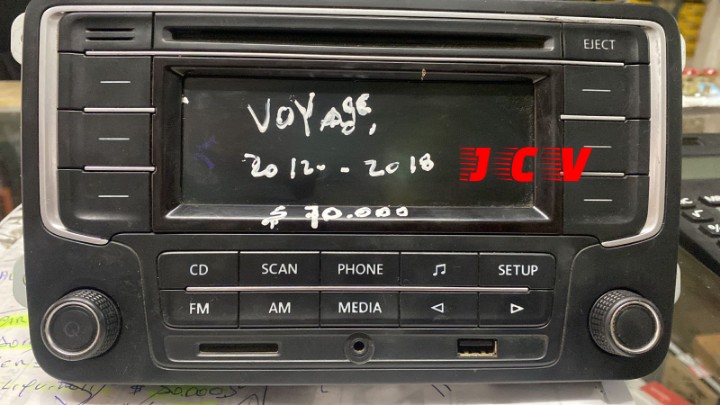 EJECT
VOYAGE,
2012 - 2018
JCV
$ 70.000
CD SCAN PHONE SETUP
FM AM MEDIA